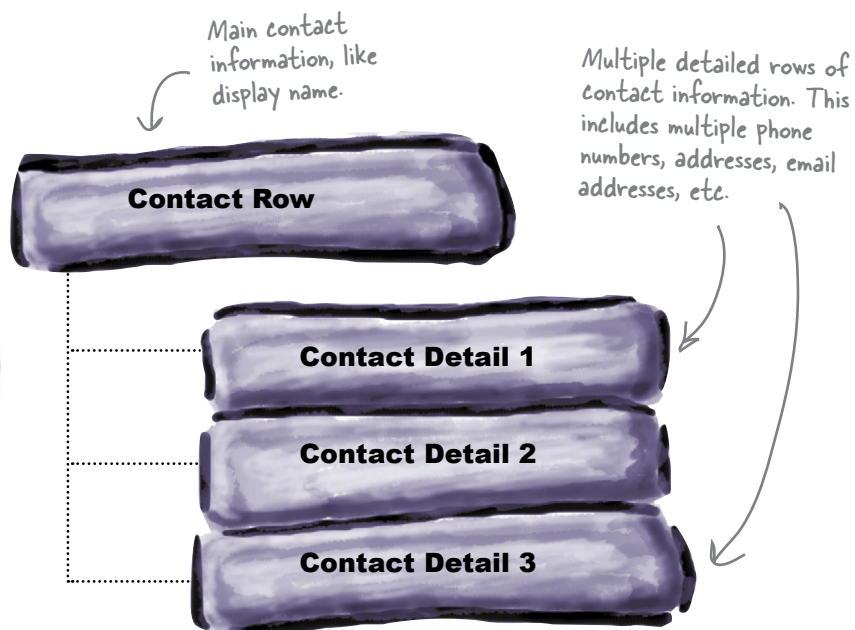 Main contact
information, like
display name.
Multiple detailed rows of
contact information. This
includes multiple phone
numbers, addresses, email
addresses, etc.
Contact Row
Contact Detail 1
Contact Detail 2
Contact Detail 3